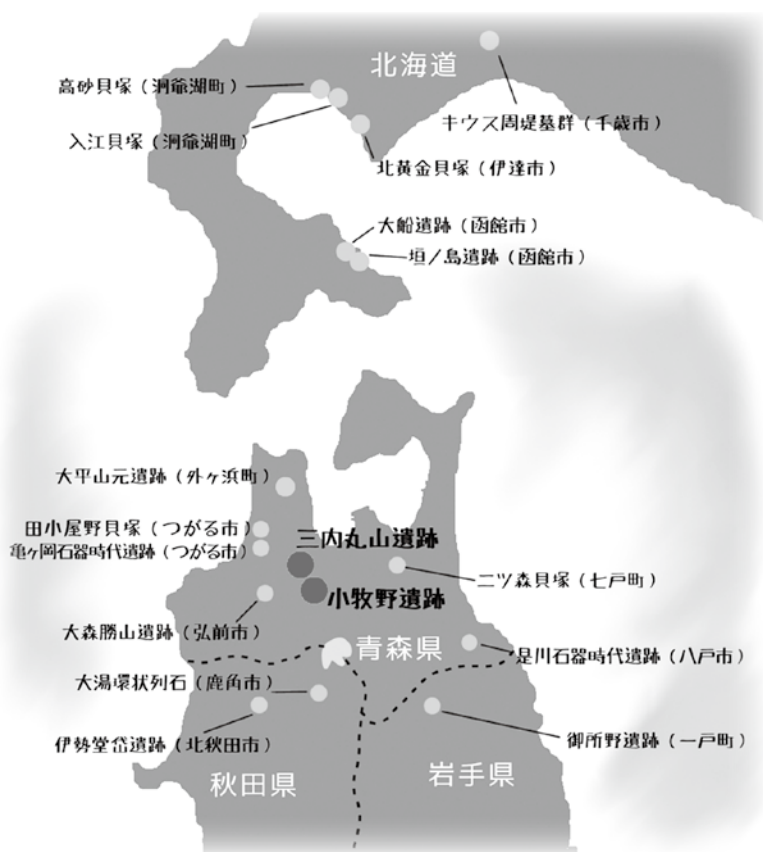 北海道
高砂貝塚(洞爺湖町)
キウス周堤墓群(千歳市)
入江貝塚(洞爺湖町)
北黄金貝塚(伊達市)
大船遺跡(函館市)
垣ノ島遺跡(函館市)
大平山元遺跡(外ヶ浜町)
田小屋野貝塚(つがる市)
三内丸山遺跡
亀ヶ岡石器時代遺跡(つがる市)
二ツ森貝塚(七戸町)
小牧野遺跡
大森勝山遺跡(弘前市)
青森県
是川石器時代遺跡(八戸市)
大湯環状列石(鹿角市)
伊勢堂岱遺跡(北秋田市)
御所野遺跡(一戸町)
秋田県
岩手県